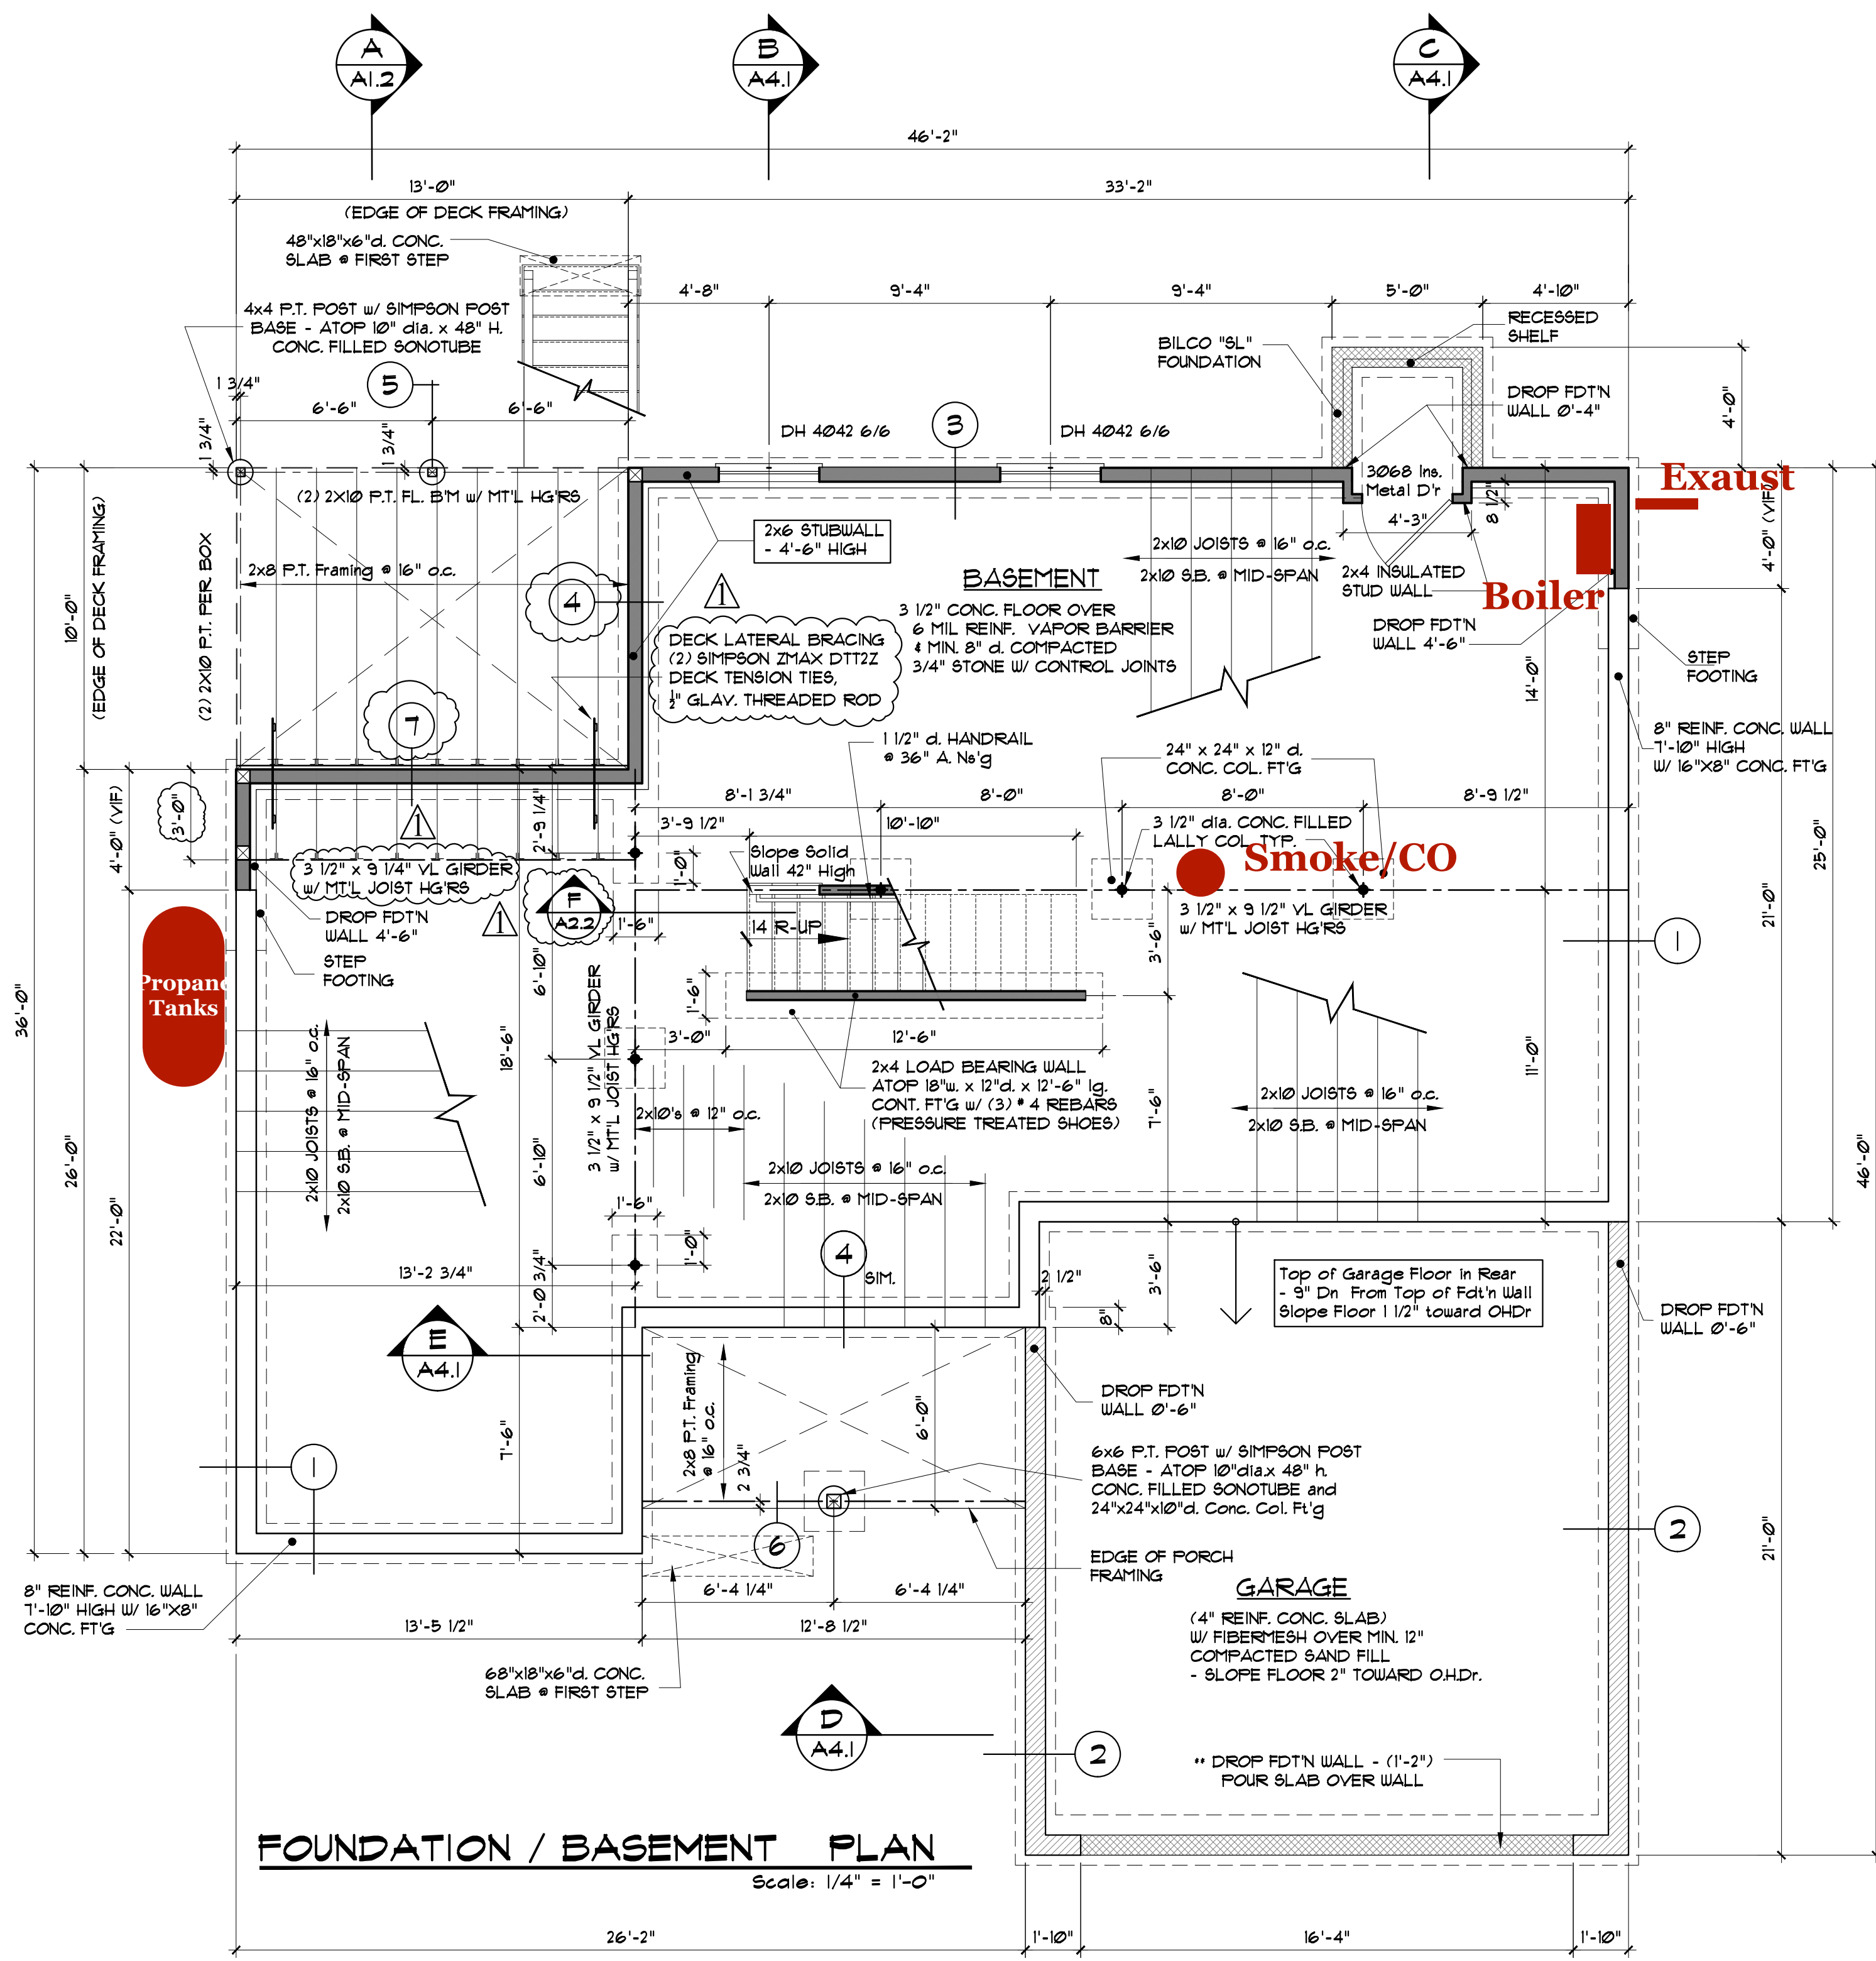 A
A1.2
B
A4.1
C
A4.1
46'-2"
13'-0"
33'-2"
(EDGE OF DECK FRAMING)
48"x18"x6"d. CONC.
SLAB @ FIRST STEP
4'-8"
9'-4"
9'-4"
5'-0"
4'-10"
4x4 P.T. POST w/ SIMPSON POST
BASE - ATOP 10" dia. x 48" H.
CONC. FILLED SONOTUBE
RECESSED
SHELF
BILCO "SL"
FOUNDATION
1 3/4"
5
6'-6"
6'-6"
DROP FDT'N
WALL 0'-4"
4'-0"
1 3/4"
1 3/4"
DH 4042 6/6
3
DH 4042 6/6
3068 Ins.
Metal D'r
Exaust
(2) 2X10 P.T. FL. B'M w/ MT'L HG'RS
8 1/2"
4'-0" (VIF)
4'-3"
2x6 STUBWALL
- 4'-6" HIGH
(EDGE OF DECK FRAMING)
10'-0"
(2) 2X10 P.T. PER BOX
2x8 P.T. Framing @ 16" o.c.
2x10 JOISTS @ 16" o.c.
2x10 S.B. @ MID-SPAN
2x4 INSULATED
STUD WALL
Boiler
BASEMENT
4
1
3 1/2" CONC. FLOOR OVER
6 MIL REINF. VAPOR BARRIER
& MIN. 8" d. COMPACTED
3/4" STONE W/ CONTROL JOINTS
DROP FDT'N
WALL 4'-6"
DECK LATERAL BRACING
(2) SIMPSON ZMAX DTT2Z
DECK TENSION TIES,
½" GLAV. THREADED ROD
STEP
FOOTING
14'-0"
7
1 1/2" d. HANDRAIL
@ 36" A. Ns'g
24" x 24" x 12" d.
CONC. COL. FT'G
8" REINF. CONC. WALL
7'-10" HIGH
W/ 16"X8" CONC. FT'G
4'-0" (VIF)
3'-0"
1
2'-9 1/4"
8'-1 3/4"
8'-0"
8'-0"
8'-9 1/2"
3'-9 1/2"
10'-10"
3 1/2" dia. CONC. FILLED
LALLY COL. TYP.
Smoke/CO
25'-0"
1'-0"
Slope Solid
Wall 42" High
3 1/2" x 9 1/4" VL GIRDER
w/ MT'L JOIST HG'RS
21'-0"
DROP FDT'N
WALL 4'-6"
1
F
A2.2
1'-6"
14 R-UP
3 1/2" x 9 1/2" VL GIRDER
w/ MT'L JOIST HG'RS
1
3'-6"
STEP
FOOTING
Propane
Tanks
6'-10"
1'-6"
36'-0"
3'-0"
12'-6"
18'-6"
2x10 JOISTS @ 16" o.c.
2x10 S.B. @ MID-SPAN
3 1/2" x 9 1/2" VL GIRDER
w/ MT'L JOIST HG'RS
2x4 LOAD BEARING WALL
ATOP 18"w. x 12"d. x 12'-6" lg.
CONT. FT'G w/ (3) # 4 REBARS
(PRESSURE TREATED SHOES)
11'-0"
7'-6"
2x10's @ 12" o.c.
2x10 JOISTS @ 16" o.c.
2x10 S.B. @ MID-SPAN
26'-0"
6'-10"
2x10 JOISTS @ 16" o.c.
2x10 S.B. @ MID-SPAN
46'-0"
22'-0"
1'-6"
1'-0"
4
SIM.
13'-2 3/4"
2'-0 3/4"
2 1/2"
3'-6"
8"
Top of Garage Floor in Rear
- 9" Dn From Top of Fdt'n Wall
Slope Floor 1 1/2" toward OHDr
DROP FDT'N
WALL 0'-6"
E
A4.1
2x8 P.T. Framing
@ 16" o.c.
6'-0"
DROP FDT'N
WALL 0'-6"
7'-6"
1
2 3/4"
6x6 P.T. POST w/ SIMPSON POST
BASE - ATOP 10"dia.x 48" h.
CONC. FILLED SONOTUBE and
24"x24"x10"d. Conc. Col. Ft'g
2
6
EDGE OF PORCH
FRAMING
21'-0"
8" REINF. CONC. WALL
7'-10" HIGH W/ 16"X8"
CONC. FT'G
6'-4 1/4"
6'-4 1/4"
GARAGE
(4" REINF. CONC. SLAB)
W/ FIBERMESH OVER MIN. 12"
COMPACTED SAND FILL
- SLOPE FLOOR 2" TOWARD O.H.Dr.
13'-5 1/2"
12'-8 1/2"
68"x18"x6"d. CONC.
SLAB @ FIRST STEP
D
A4.1
2
** DROP FDT'N WALL - (1'-2")
POUR SLAB OVER WALL
FOUNDATION / BASEMENT PLAN
Scale: 1/4" = 1'-0"
26'-2"
1'-10"
16'-4"
1'-10"